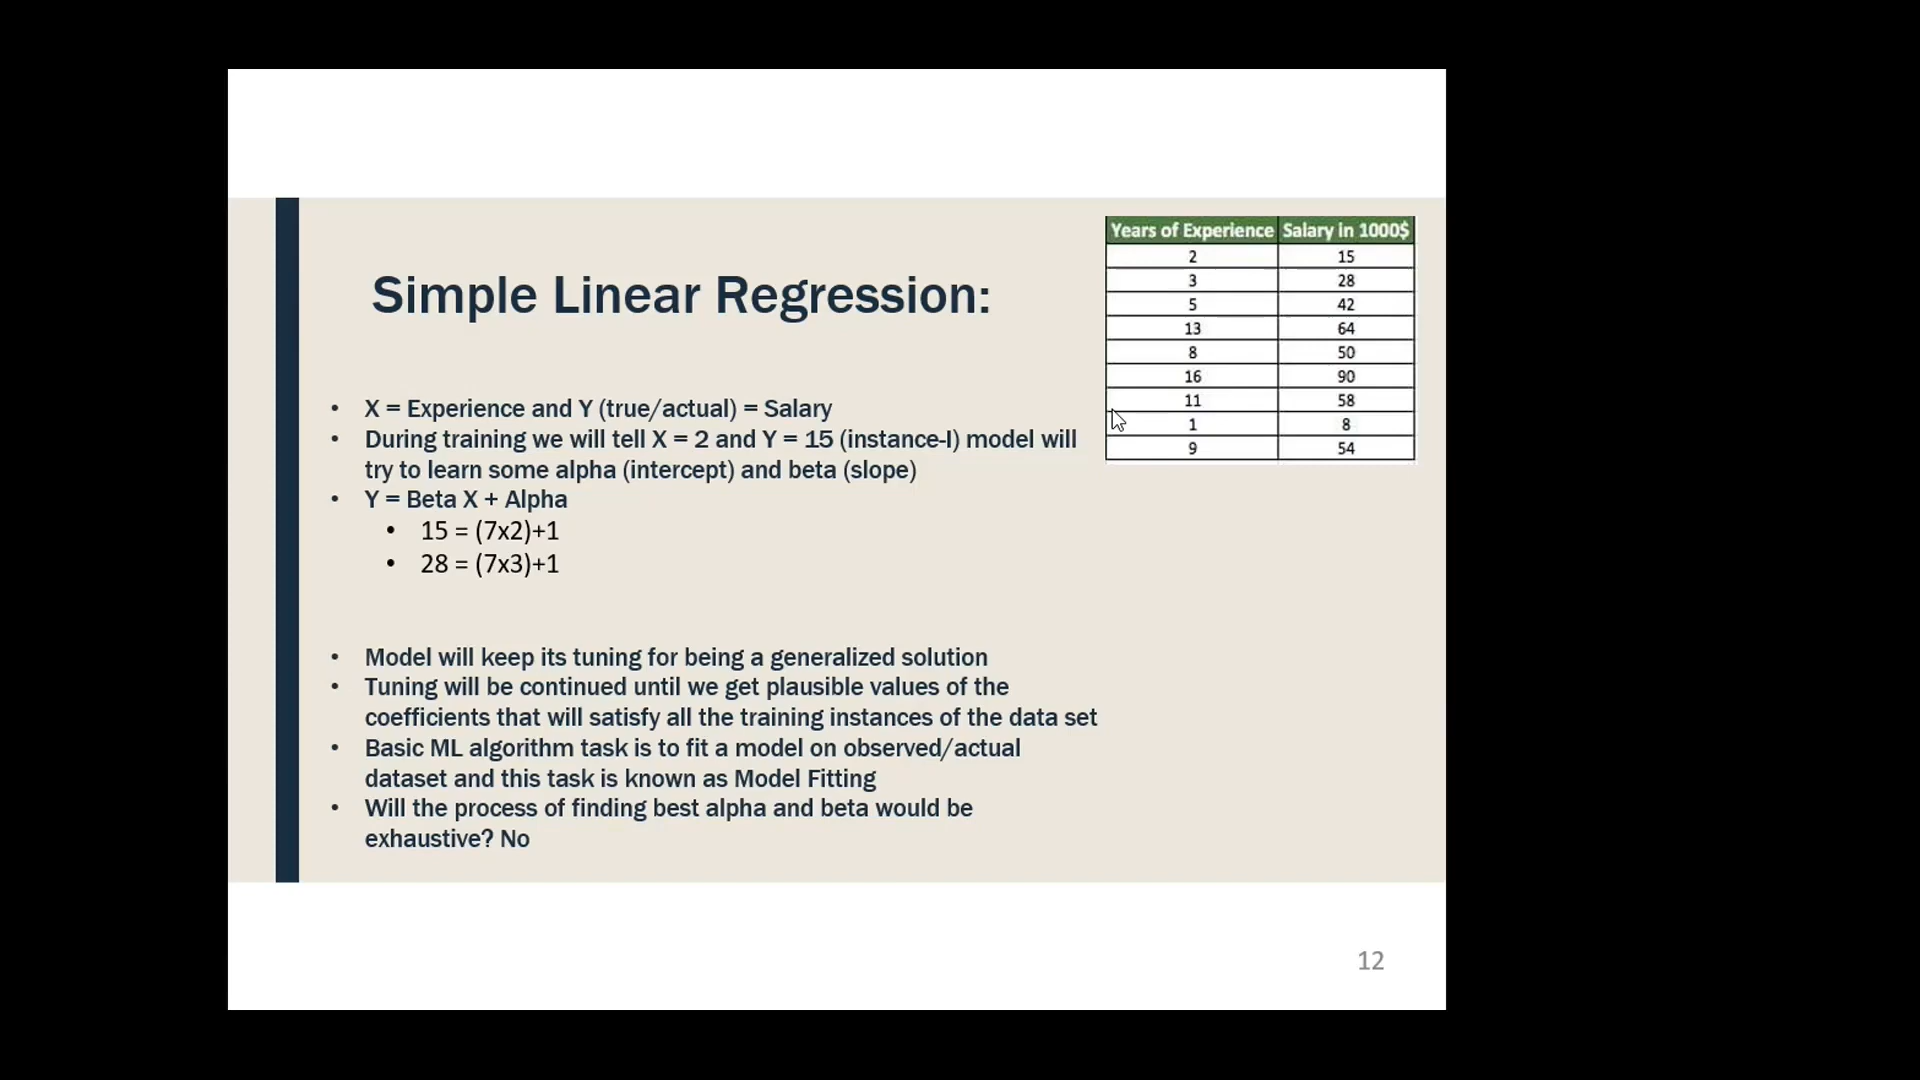 Simple Linear Regression:
Years of Experience Salary in 1000$
2 15
3 28
5 42
13 64
8 50
16 90
11 58
1 8
9 54
• X = Experience and Y (true/actual) = Salary
• During training we will tell X = 2 and Y = 15 (instance-I) model will
try to learn some alpha (intercept) and beta (slope)
• Y = Beta X + Alpha
• 15 = (7x2)+1
• 28 = (7x3)+1
• Model will keep its tuning for being a generalized solution
• Tuning will be continued until we get plausible values of the
coefficients that will satisfy all the training instances of the data set
• Basic ML algorithm task is to fit a model on observed/actual
dataset and this task is known as Model Fitting
• Will the process of finding best alpha and beta would be
exhaustive? No
12